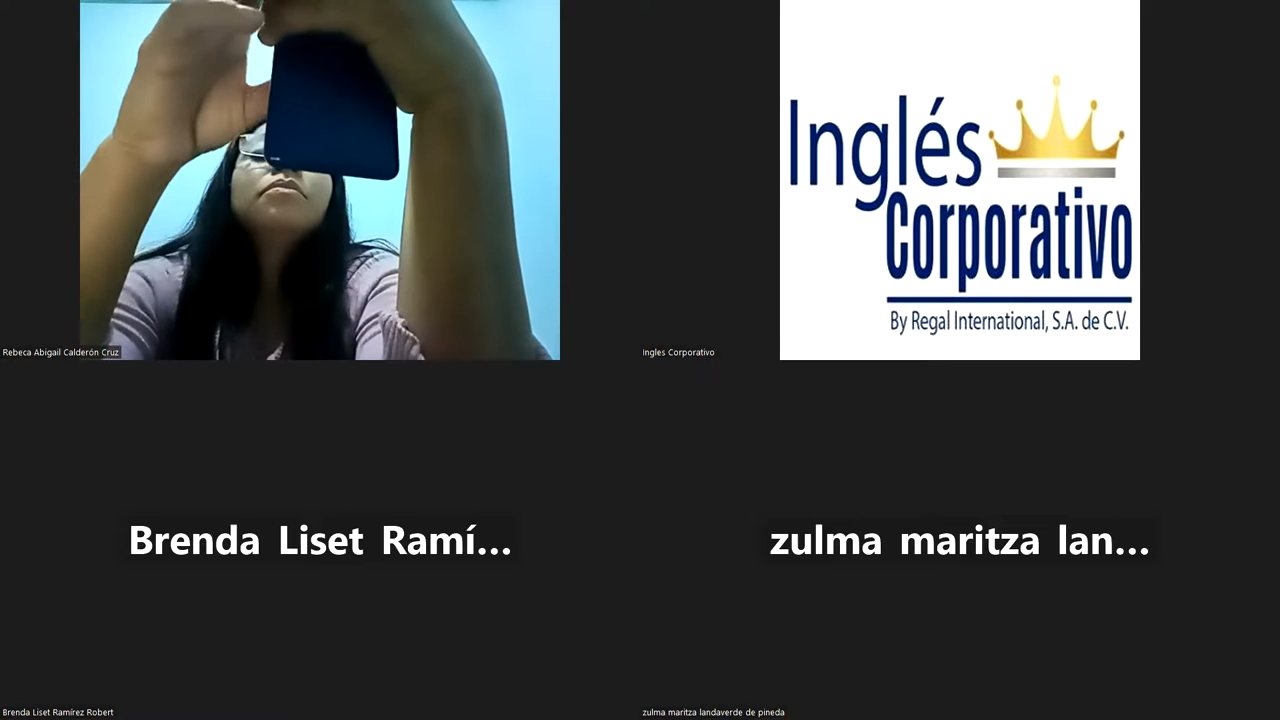 Rebeca Abigail Calderón Cruz
Inglés
Corporativo
By Regal International, S.A. de C.V.
Ingles Corporativo
Brenda Liset Ramí...
zulma maritza lan...
Brenda Liset Ramírez Robert
zulma maritza landaverde de pineda